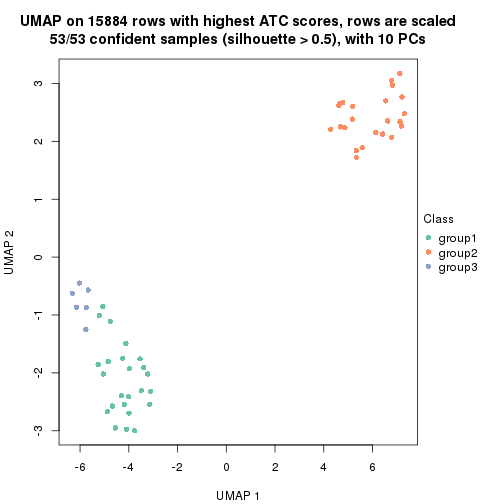 UMAP on 15884 rows with highest ATC scores, rows are scaled
53/53 confident samples (silhouette > 0.5), with 10 PCs
3
2
1
0
-1
-2
-3
UMAP 2
-6
-4
-2
0
2
4
6
UMAP 1
Class
group1
group2
group3